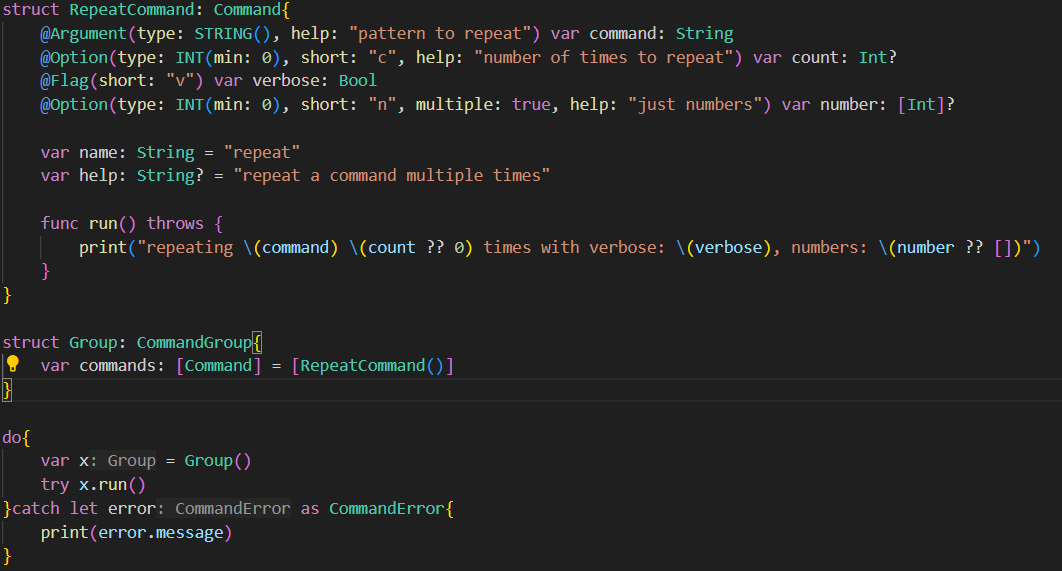 struct RepeatCommand: Command{
    @Argument(type: STRING(), help: "pattern to repeat") var command: String
    @Option(type: INT(min: 0), short: "c", help: "number of times to repeat") var count: Int?
    @Flag(short: "v") var verbose: Bool
    @Option(type: INT(min: 0), short: "n", multiple: true, help: "just numbers") var number: [Int]?

    var name: String = "repeat"
    var help: String? = "repeat a command multiple times"

    func run() throws {
        print("repeating \(command) \(count ?? 0) times with verbose: \(verbose), numbers: \(number ?? [])")
    }
}

struct Group: CommandGroup{
    var commands: [Command] = [RepeatCommand()]
}

do{
    var x: Group = Group()
    try x.run()
}catch let error: CommandError as CommandError{
    print(error.message)
}